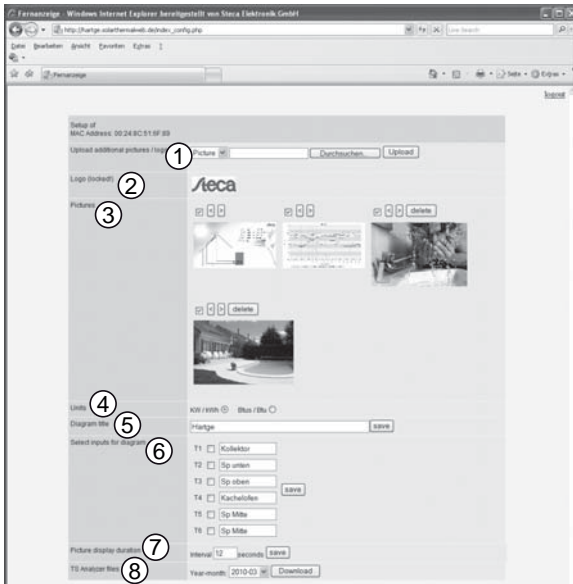 Fernanzeige - Windows Internet Explorer bereitgestellt von Steca Elektronik GmbH
http://hartge.solarthermalweb.de/index_config.php
Live Search
Datei Bearbeiten Ansicht Favoriten Extras ?
Fernanzeige
Seite Extras
logout
Setup of
MAC Address: 00:24:8C:51:6F:89
Upload additional pictures / logo 1 Picture Durchsuchen... Upload
Logo (locked!) 2 Steca
Pictures 3
< > < > < > delete
< > delete
Units 4 KW / kWh Btus / Btu
Diagram title 5 Hartge save
Select inputs for diagram 6
T1 Kollektor
T2 Sp unten
T3 Sp oben
save
T4 Kachelofen
T5 Sp Mitte
T6 Sp Mitte
Picture display duration 7 Interval 12 seconds save
TS Analyzer files 8 Year-month: 2010-03 Download